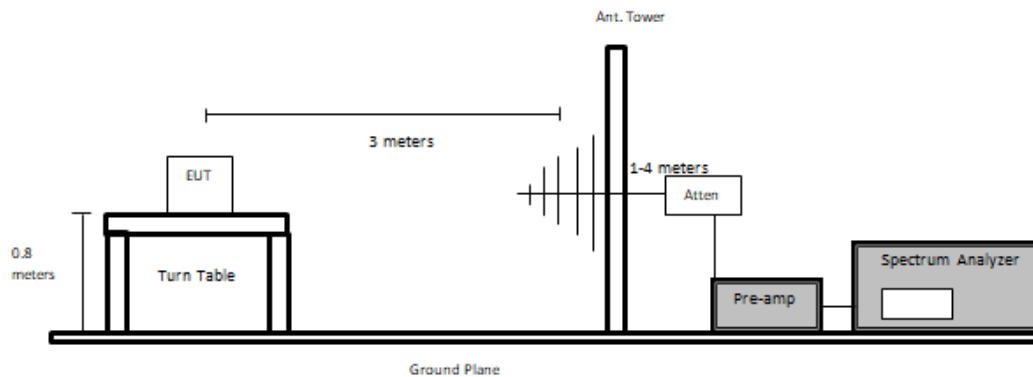 Ant. Tower
3 meters
1-4 meters
EUT
Atten
0.8
meters
Turn Table
Spectrum Analyzer
Pre-amp
Ground Plane